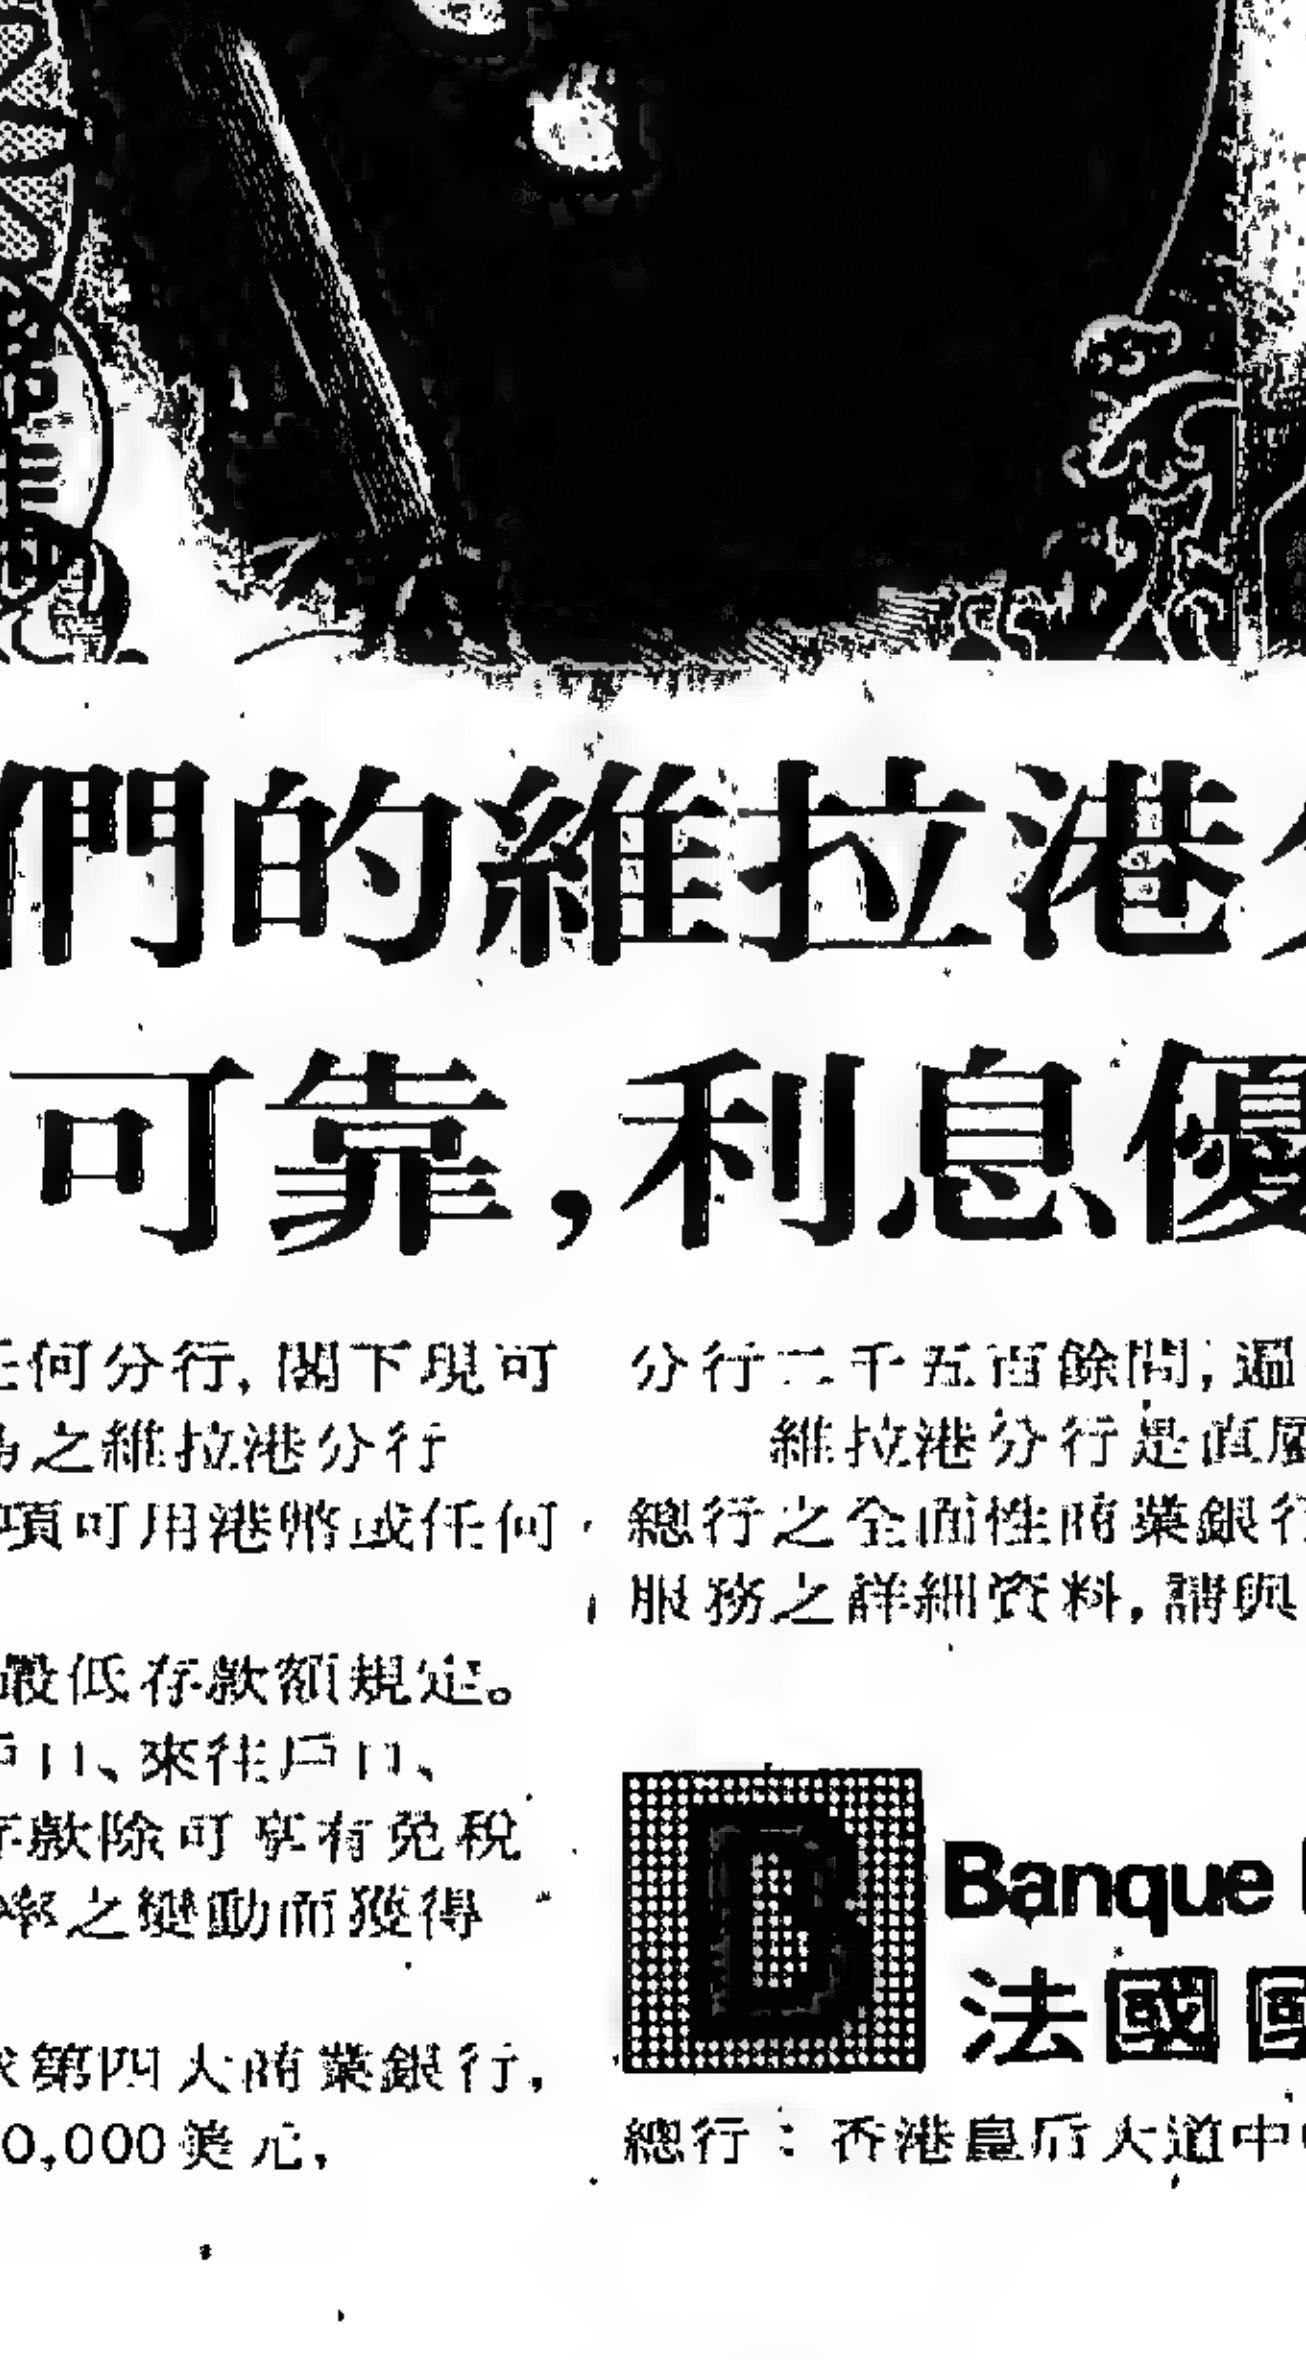 們的維拉港分
可靠,利息優
任何分行,閣下現可
之維拉港分行
項可用港幣或任何
最低存款額規定。
戶口、來往戶口、
存款除可享有免稅
率之變動而獲得
第四大商業銀行,
0,000美元,
分行二千五百餘間,遍
維拉港分行是直屬
總行之全面性商業銀行
服務之詳細資料,請與
B
Banque
法國國
總行:香港皇后大道中